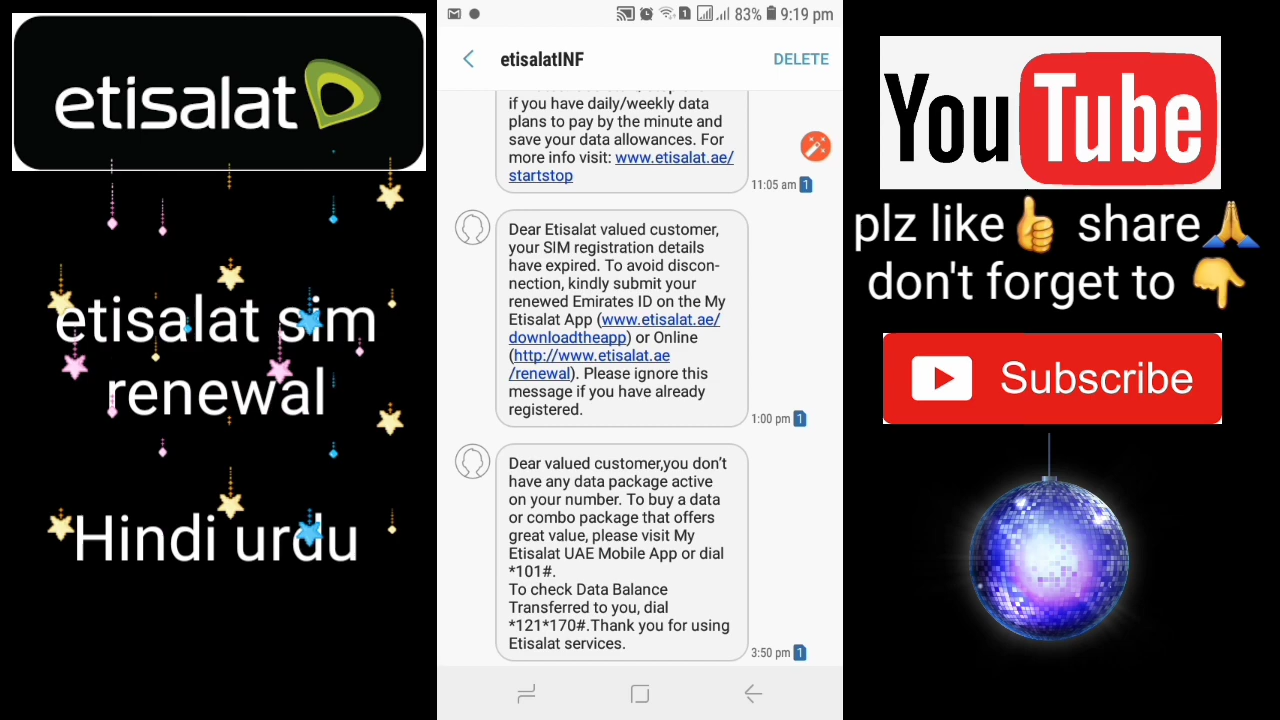 etisalat
etisalat sim
renewal
Hindi urdu
83% 9:19 pm
etisalatINF
DELETE
if you have daily/weekly data
plans to pay by the minute and
save your data allowances. For
more info visit: www.etisalat.ae/
startstop
11:05 am 1
Dear Etisalat valued customer,
your SIM registration details
have expired. To avoid discon-
nection, kindly submit your
renewed Emirates ID on the My
Etisalat App (www.etisalat.ae/
downloadtheapp) or Online
(http://www.etisalat.ae
/renewal). Please ignore this
message if you have already
registered.
1:00 pm 1
Dear valued customer,you don't
have any data package active
on your number. To buy a data
or combo package that offers
great value, please visit My
Etisalat UAE Mobile App or dial
*101#.
To check Data Balance
Transferred to you, dial
*121*170#.Thank you for using
Etisalat services.
3:50 pm 1
YouTube
plz like👍 share🙏
don't forget to 👇
Subscribe